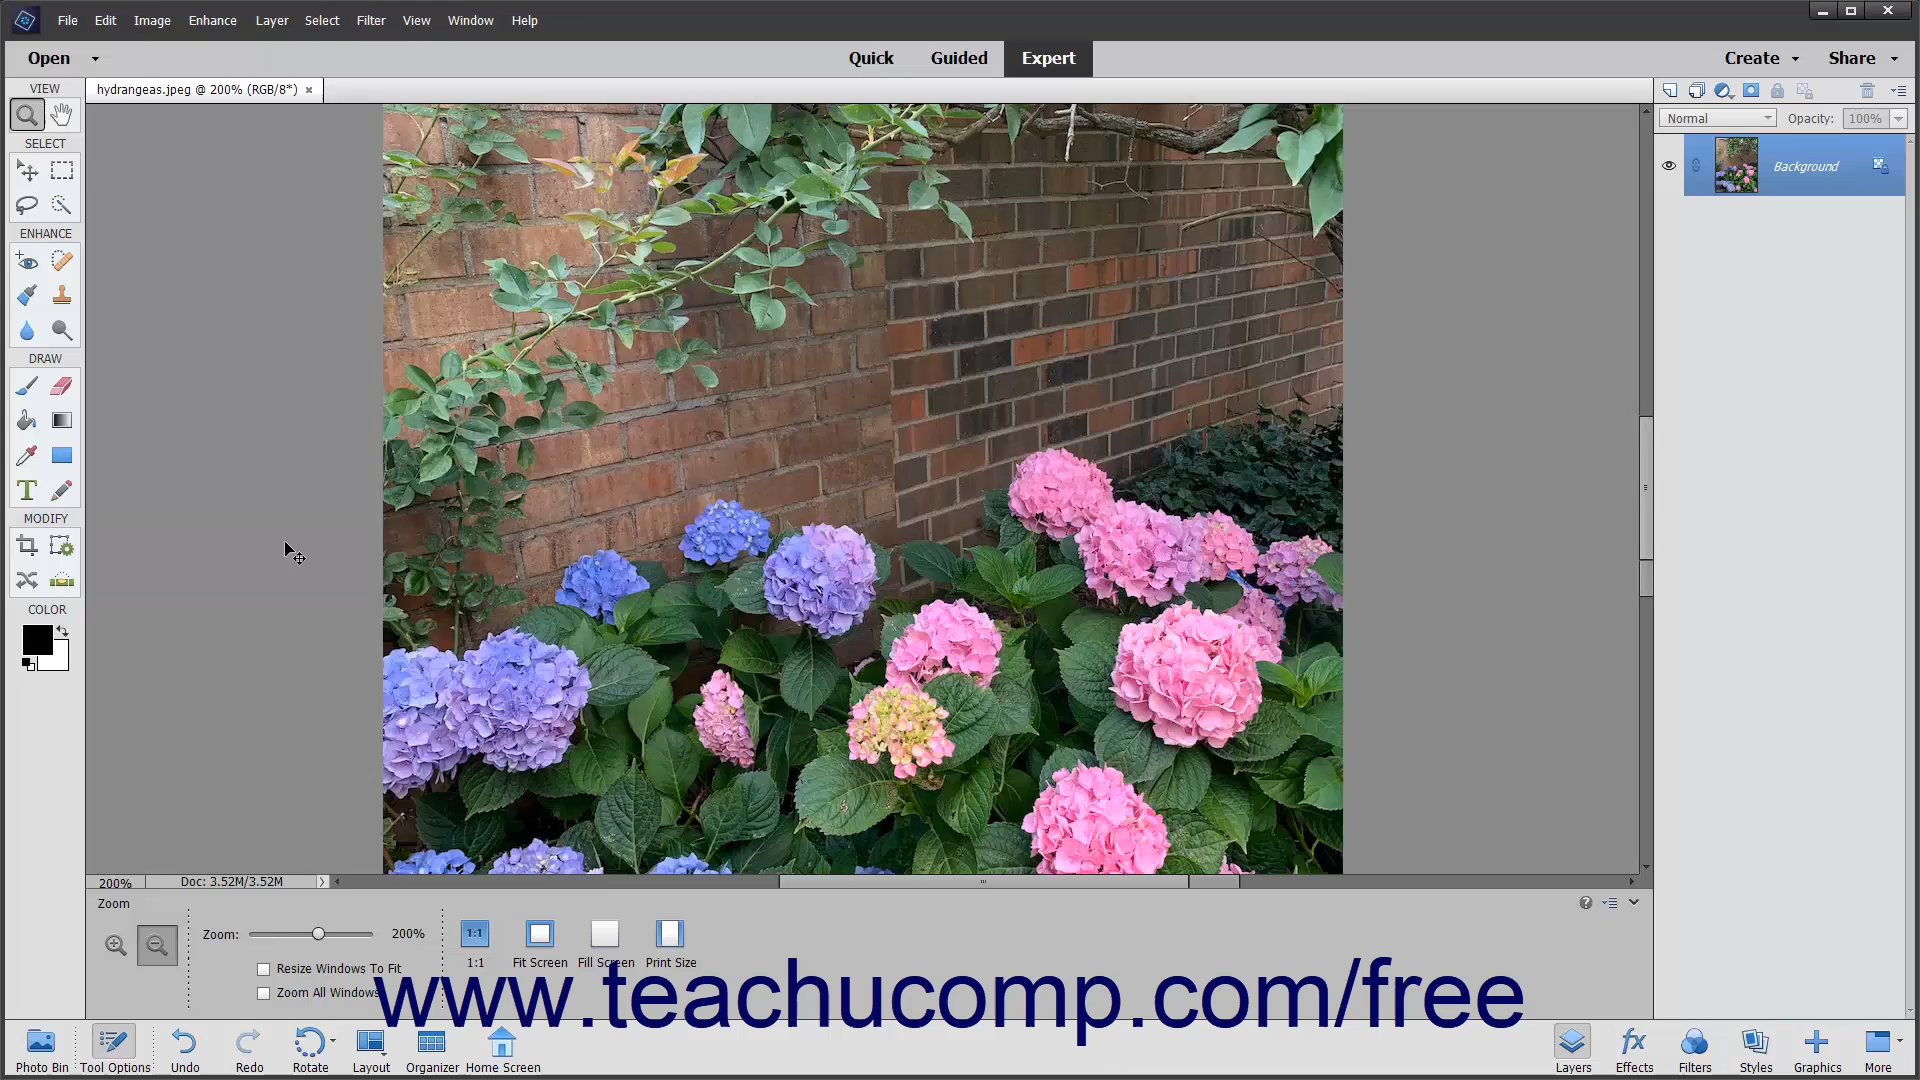 File Edit Image Enhance Layer Select Filter View Window Help
Open Quick Guided Expert Create Share
VIEW
hydrangeas.jpeg @ 200% (RGB/8*) ×
Normal Opacity: 100%
SELECT
Background
ENHANCE
DRAW
T
MODIFY
COLOR
200% Doc: 3.52M/3.52M
Zoom
Zoom: 200% 1:1
1:1 Fit Screen Fill Screen Print Size
Resize Windows To Fit
Zoom All Windows
www.teachucomp.com/free
fx
Photo Bin Tool Options Undo Redo Rotate Layout Organizer Home Screen Layers Effects Filters Styles Graphics More